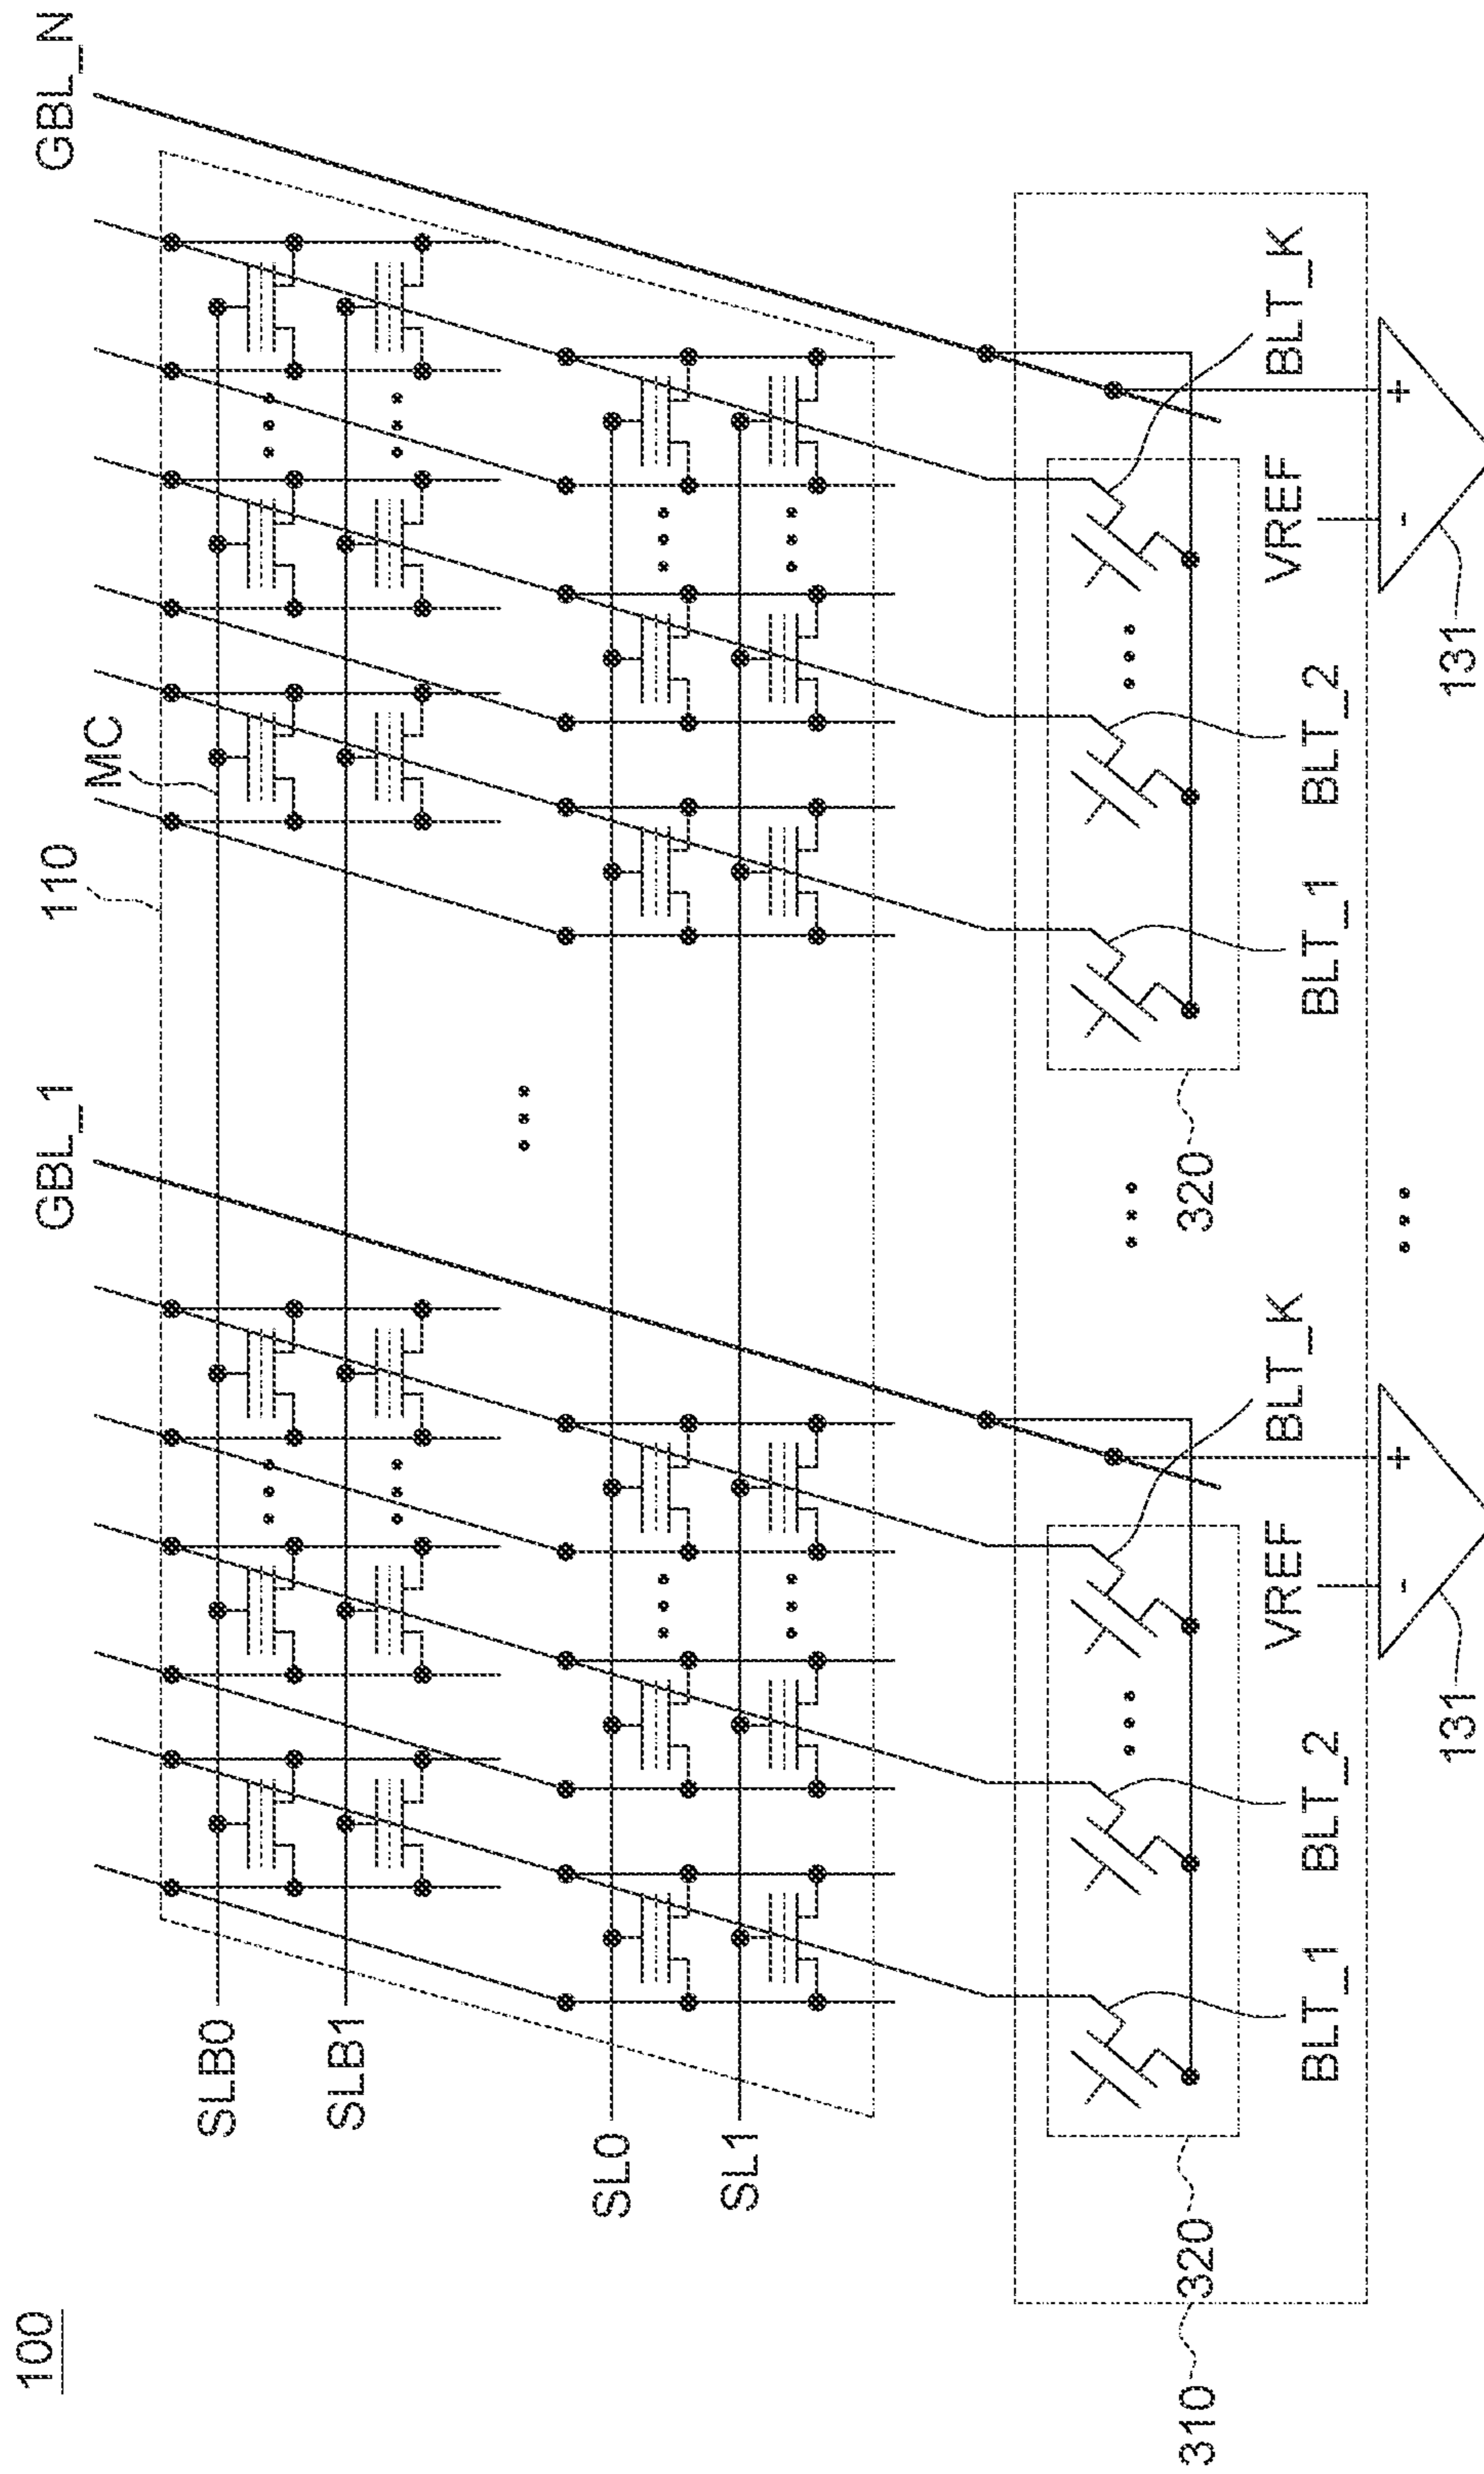 100
GBL_1
GBL_N
110
MC
SLB0
SLB1
SL0
SL1
310
320
320
BLT_1
BLT_2
BLT_K
BLT_1
BLT_2
BLT_K
VREF
VREF
-
+
-
+
131
131